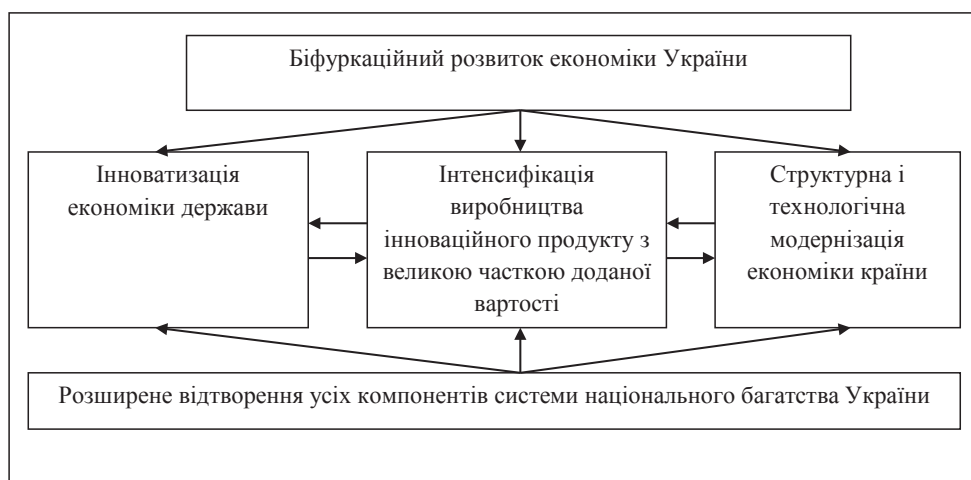 Біфуркаційний розвиток економіки України
Інноватизація
економіки держави
Інтенсифікація
виробництва
інноваційного продукту з
великою часткою доданої
вартості
Структурна і
технологічна
модернізація
економіки країни
Розширене відтворення усіх компонентів системи національного багатства України